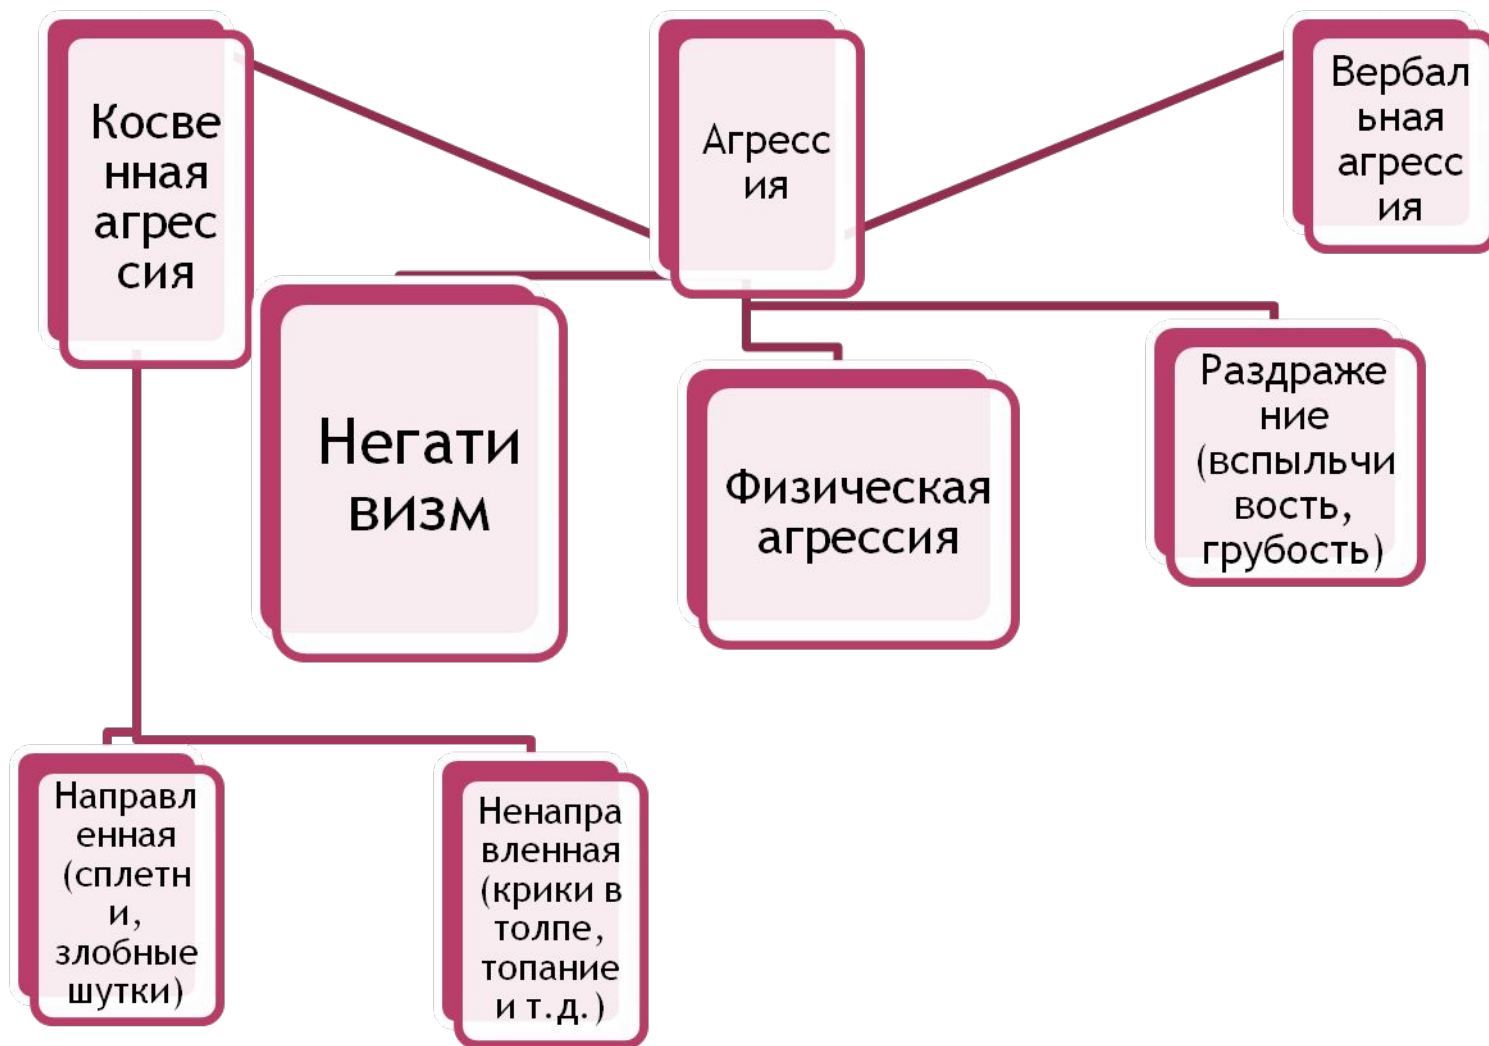 Косве
нная
агрес
сия
Агресс
ия
Вербал
ьная
агресс
ия
Негати
визм
Физическая
агрессия
Раздраже
ние
(вспыльчи
вость,
грубость)
Направл
енная
(сплетн
и,
злобные
шутки)
Ненапра
вленная
(крики в
толпе,
топание
и т.д.)